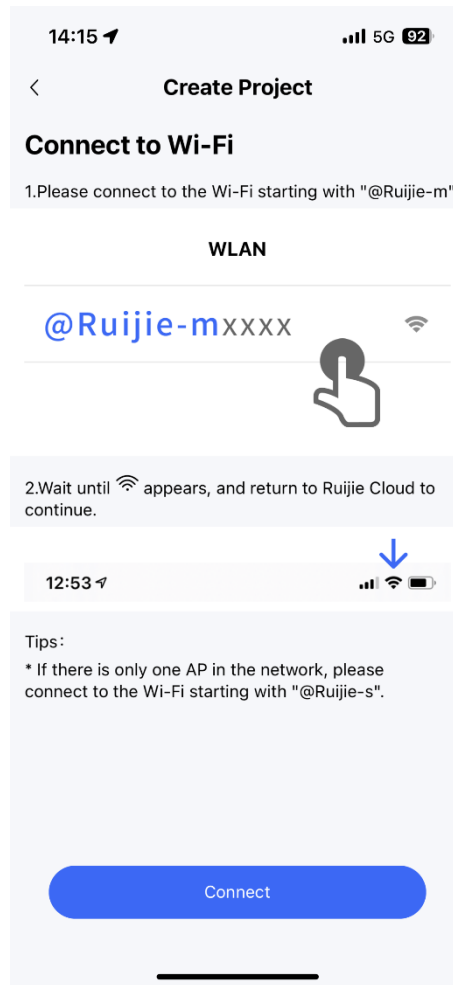 14:15 5G 92
Create Project
Connect to Wi-Fi
1.Please connect to the Wi-Fi starting with "@Ruijie-m"
WLAN
@Ruijie-mxxxx
2.Wait until appears, and return to Ruijie Cloud to
continue.
12:53
Tips:
* If there is only one AP in the network, please
connect to the Wi-Fi starting with "@Ruijie-s".
Connect